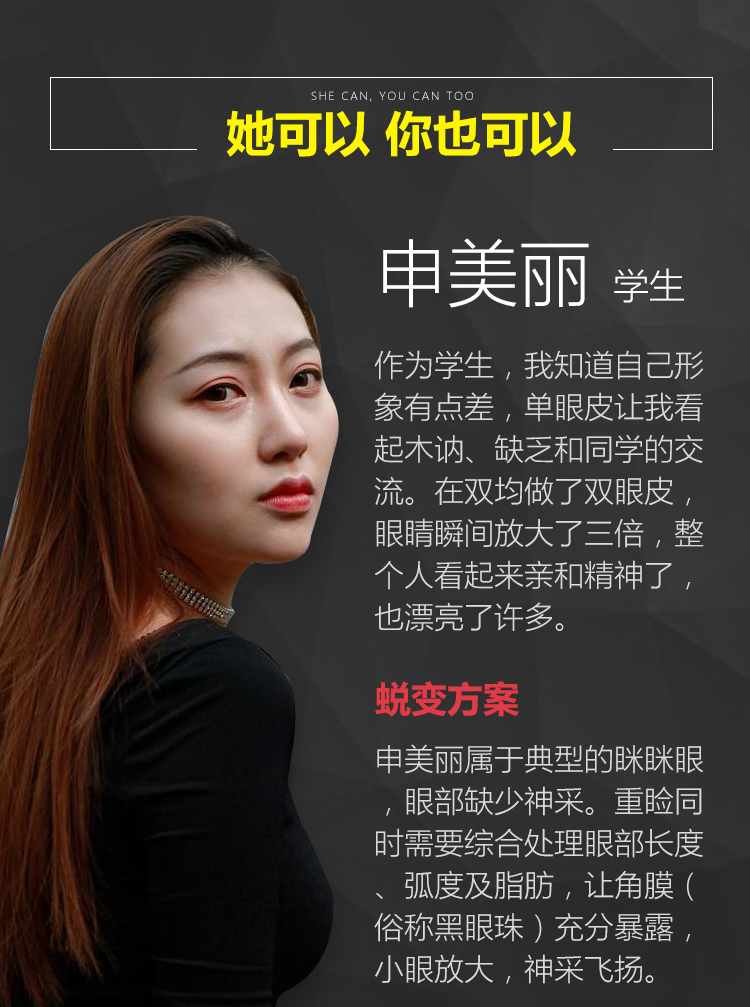 SHE CAN, YOU CAN TOO
她可以 你也可以
申美丽 学生
作为学生，我知道自己形
象有点差，单眼皮让我看
起木讷、缺乏和同学的交
流。在双均做了双眼皮，
眼睛瞬间放大了三倍，整
个人看起来亲和精神了，
也漂亮了许多。
蜕变方案
申美丽属于典型的眯眯眼
，眼部缺少神采。重睑同
时需要综合处理眼部长度
、弧度及脂肪，让角膜（
俗称黑眼珠）充分暴露，
小眼放大，神采飞扬。